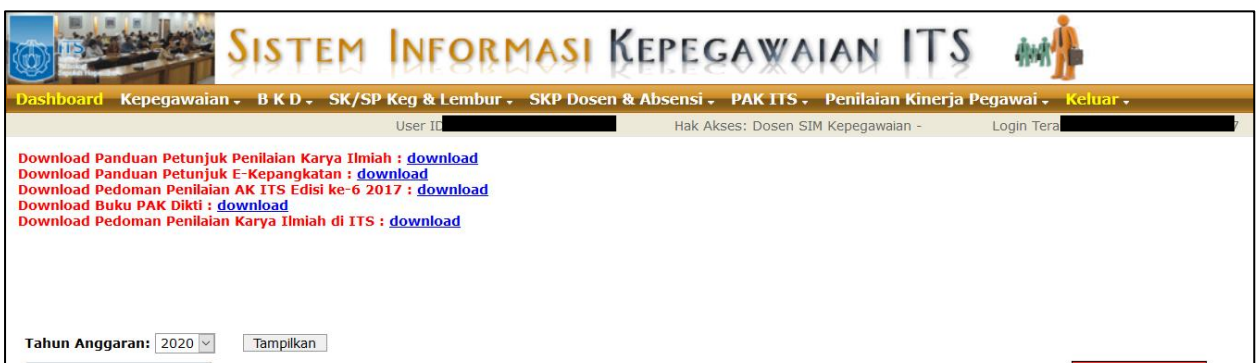 ITS
SISTEM INFORMASI KEPEGAWAIAN ITS
Dashboard Kepegawaian B K D SK/SP Keg & Lembur SKP Dosen & Absensi PAK ITS Penilaian Kinerja Pegawai Keluar
User ID Hak Akses: Dosen SIM Kepegawaian - Login Tera
Download Panduan Petunjuk Penilaian Karya Ilmiah : download
Download Panduan Petunjuk E-Kepangkatan : download
Download Pedoman Penilaian AK ITS Edisi ke-6 2017 : download
Download Buku PAK Dikti : download
Download Pedoman Penilaian Karya Ilmiah di ITS : download
Tahun Anggaran: 2020 Tampilkan